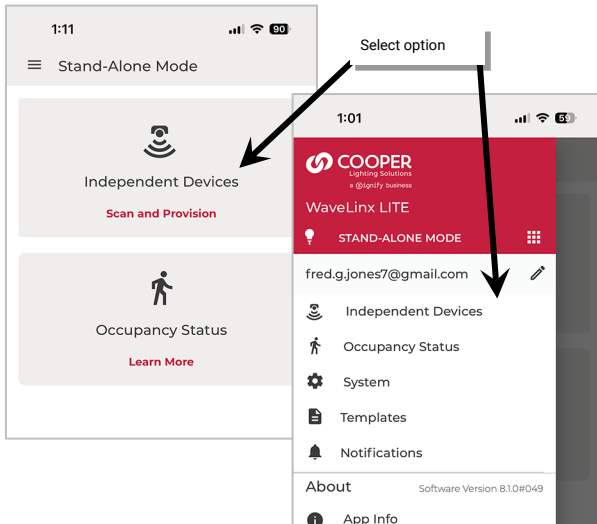 1:11
90
Stand-Alone Mode
Independent Devices
Scan and Provision
Occupancy Status
Learn More
Select option
1:01
59
COOPER
Lighting Solutions
a Signify business
WaveLinx LITE
STAND-ALONE MODE
fred.g.jones7@gmail.com
Independent Devices
Occupancy Status
System
Templates
Notifications
About
Software Version 8.1.0#049
App Info